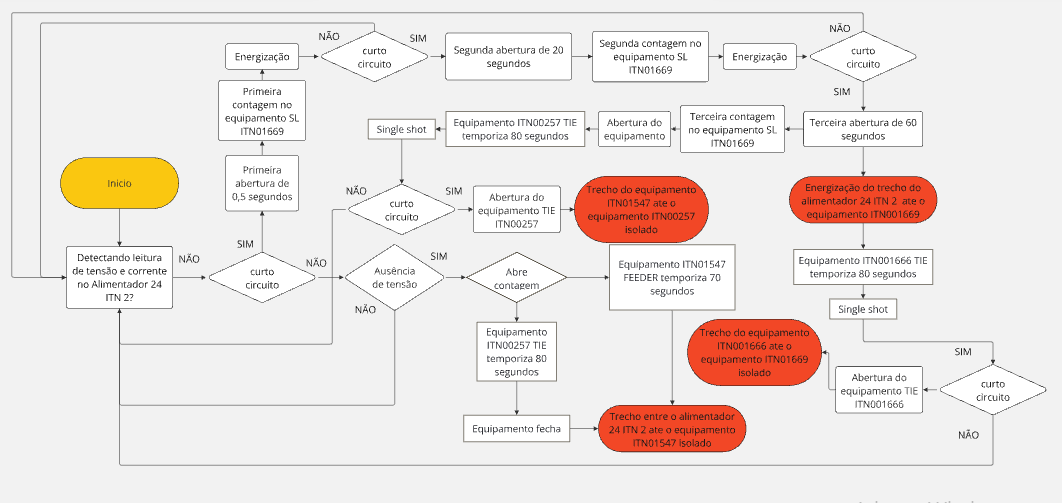 NÃO
curto
circuito
SIM
Segunda abertura de 20
segundos
Segunda contagem no
equipamento SL
ITN01669
Energização
NÃO
curto
circuito
SIM
Energização
Primeira
contagem no
equipamento SL
ITN01669
Primeira
abertura de
0,5 segundos
SIM
Terceira abertura de 60
segundos
Terceira contagem
no equipamento SL
ITN01669
Abertura do
equipamento
Equipamento ITN00257 TIE
temporiza 80 segundos
Single shot
NÃO
curto
circuito
SIM
Abertura do
equipamento TIE
ITN00257
Trecho do equipamento
ITN01547 ate o
equipamento ITN00257
isolado
Energização do trecho do
alimentador 24 ITN 2 ate o
equipamento ITN001669
Equipamento ITN001666 TIE
temporiza 80 segundos
Single shot
SIM
curto
circuito
NÃO
Abertura do
equipamento TIE
ITN001666
Trecho do equipamento
ITN001666 ate o
equipamento ITN01669
isolado
Inicio
Detectando leitura
de tensão e corrente
no Alimentador 24
ITN 2?
NÃO
curto
circuito
NÃO
Ausência
de tensão
SIM
NÃO
Abre
contagem
Equipamento ITN01547
FEEDER temporiza 70
segundos
Equipamento
ITN00257 TIE
temporiza 80
segundos
Equipamento fecha
Trecho entre o alimentador
24 ITN 2 ate o equipamento
ITN01547 isolado